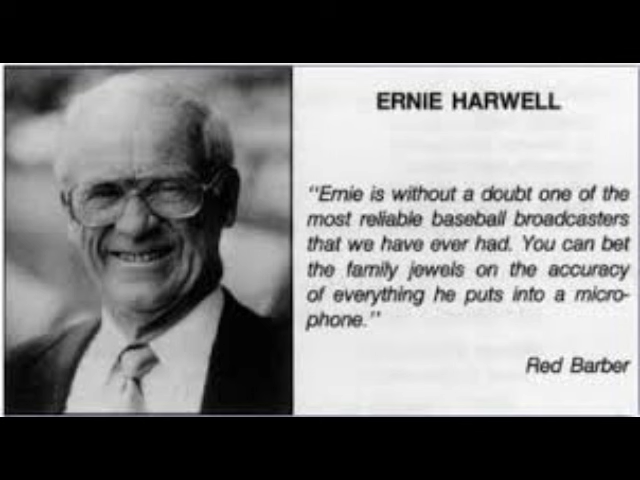 ERNIE HARWELL
"Ernie is without a doubt one of the
most reliable baseball broadcasters
that we have ever had. You can bet
the family jewels on the accuracy
of everything he puts into a micro-
phone."
Red Barber